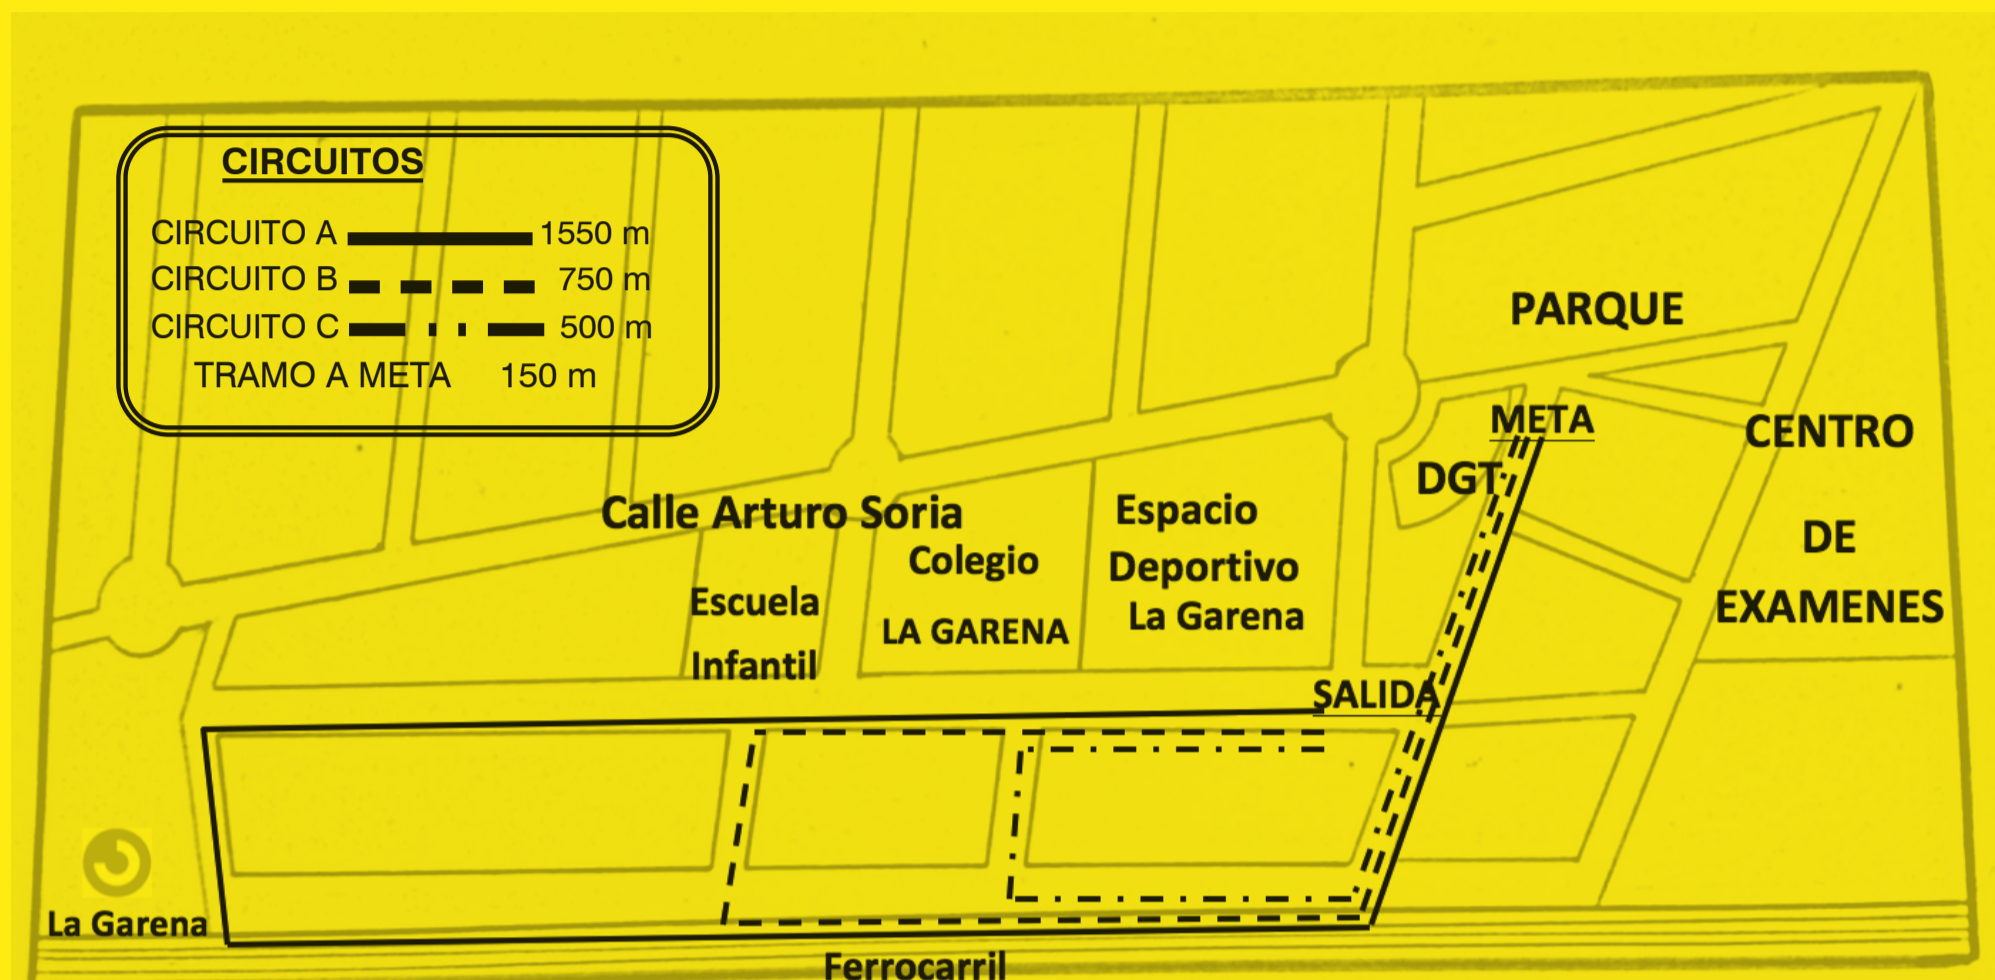 CIRCUITOS
CIRCUITO A 1550 m
CIRCUITO B 750 m
CIRCUITO C 500 m
TRAMO A META 150 m
PARQUE
META
DGT
CENTRO
DE
EXAMENES
Calle Arturo Soria
Escuela
Infantil
Colegio
LA GARENA
Espacio
Deportivo
La Garena
SALIDA
La Garena
Ferrocarril